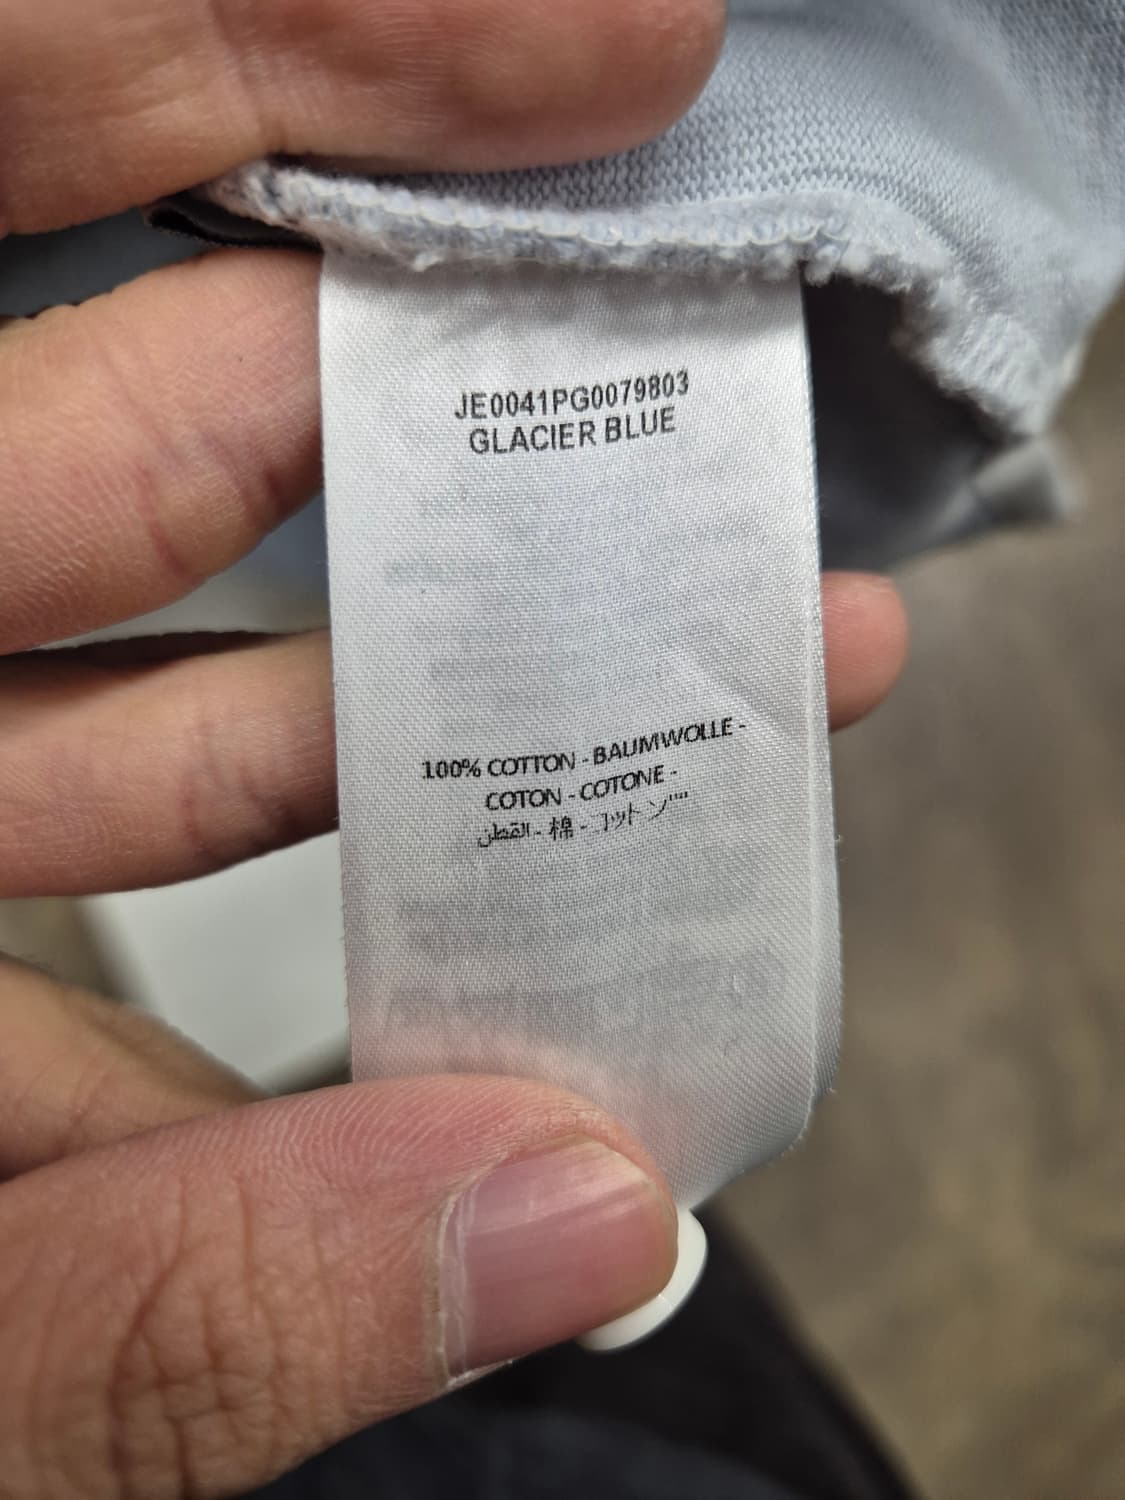 JE0041PG0079803
GLACIER BLUE
100% COTTON - BAUMWOLLE -
COTON - COTONE -
القطن - 棉 - コットン""